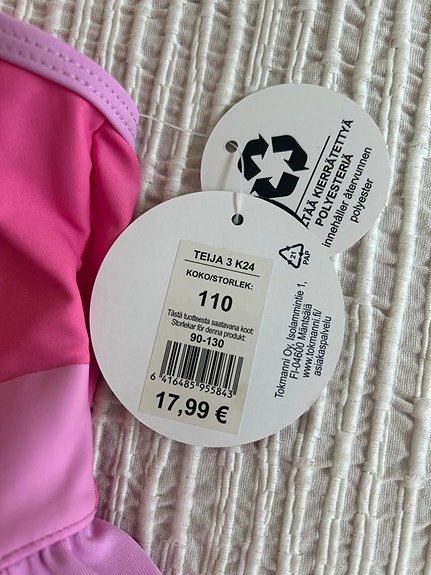 TEIJA 3 K24
KOKO/STORLEK:
110
Tästä tuotteesta saatavana koot:
Storlekar för denna produkt:
90-130
6 416485 955843
17,99 €
Tokmanni Oy, Isolammintie 1,
FI-04600 Mäntsälä
www.tokmanni.fi/
asiakaspalvelu
21
PAP
KIERRÄTETTYÄ
POLYESTERIÄ
innehåller återvunnen
polyester